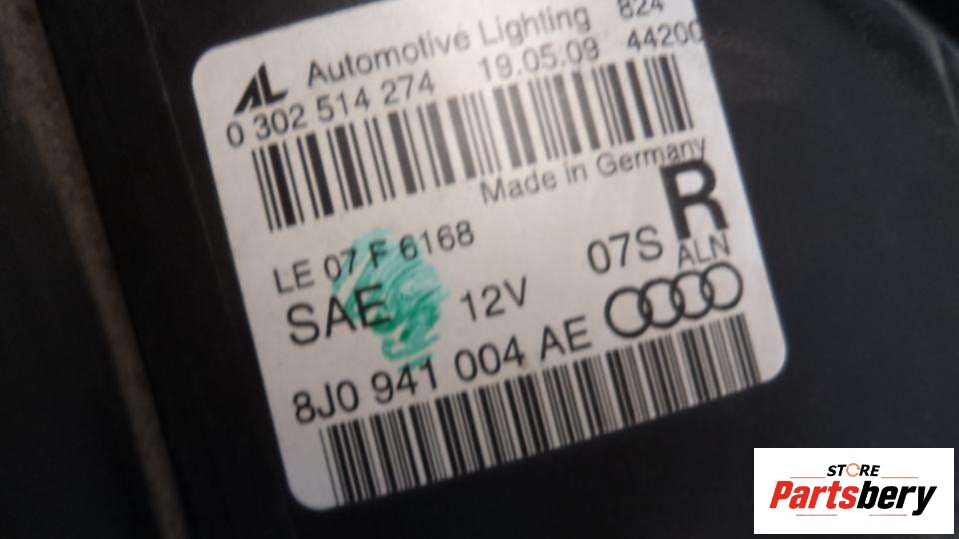 AL Automotive Lighting 824
0 302 514 274 19.05.09 44200
Made in Germany
R
LE 07 F 6168
07S ALN
SAE 12V
8J0 941 004 AE
STORE
Partsbery